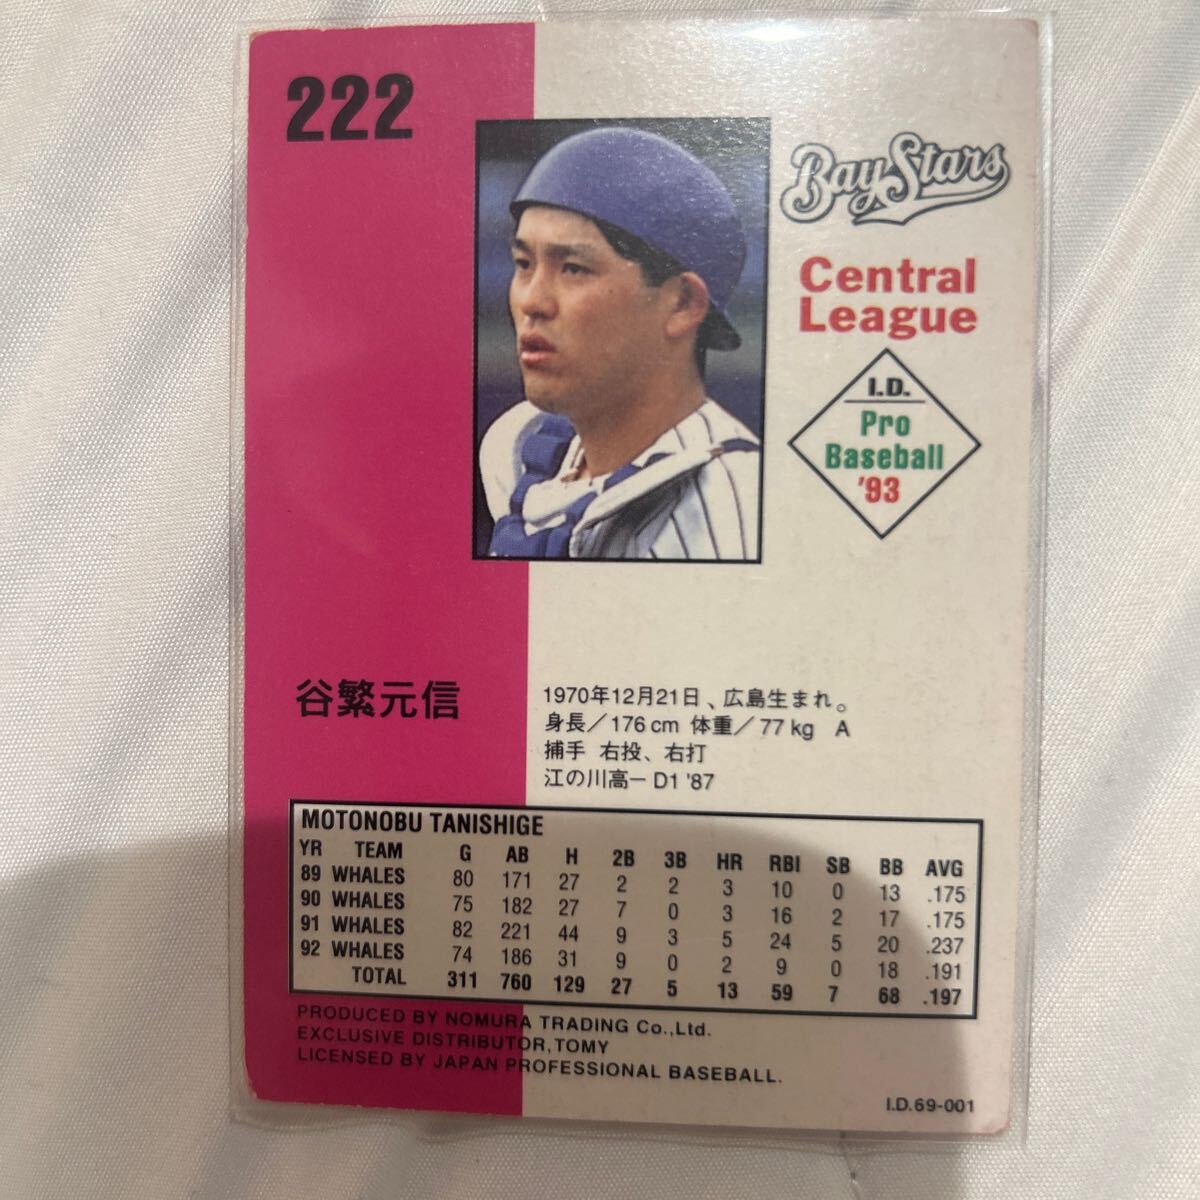 222
BayStars
Central
League
I.D.
Pro
Baseball
'93
谷繁元信
1970年12月21日、広島生まれ。
身長／176cm 体重／77kg A
捕手 右投、右打
江の川高ー D1 '87
MOTONOBU TANISHIGE
YR TEAM G AB H 2B 3B HR RBI SB BB AVG
89 WHALES 80 171 27 2 2 3 10 0 13 .175
90 WHALES 75 182 27 7 0 3 16 2 17 .175
91 WHALES 82 221 44 9 3 5 24 5 20 .237
92 WHALES 74 186 31 9 0 2 9 0 18 .191
TOTAL 311 760 129 27 5 13 59 7 68 .197
PRODUCED BY NOMURA TRADING Co.,Ltd.
EXCLUSIVE DISTRIBUTOR,TOMY
LICENSED BY JAPAN PROFESSIONAL BASEBALL.
I.D.69-001